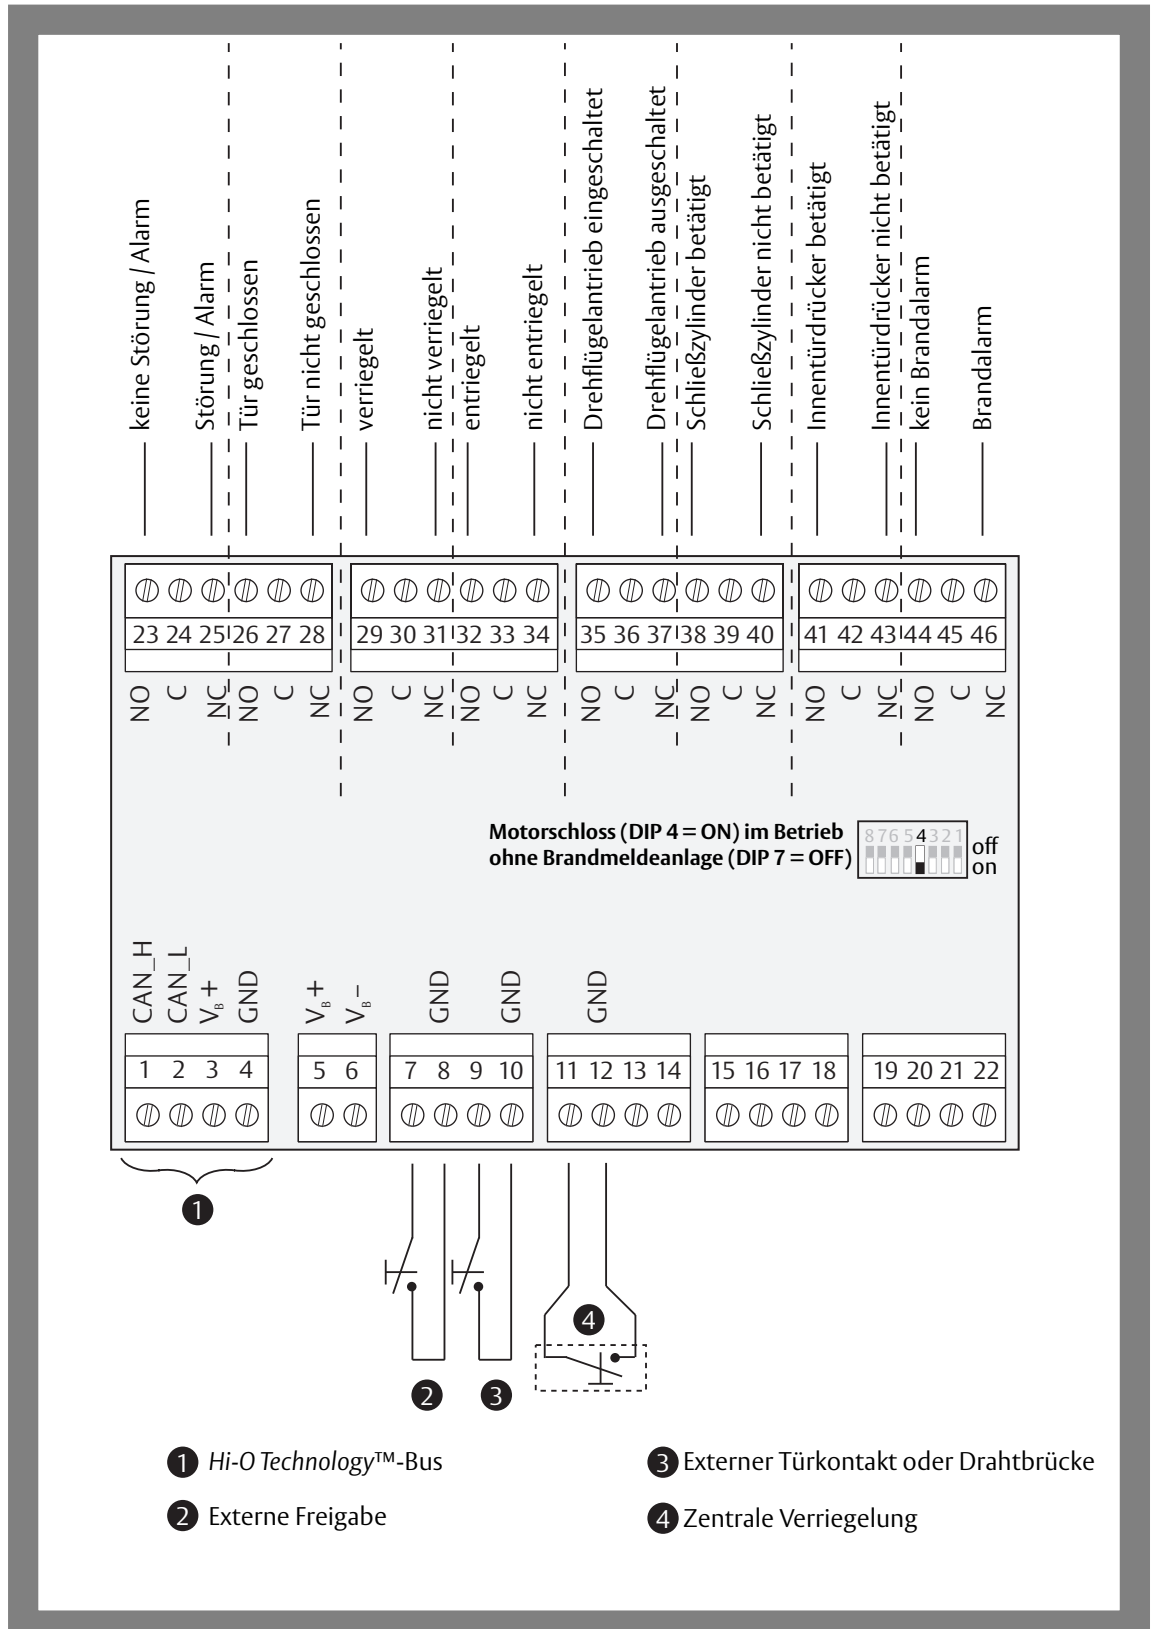 keine Störung / Alarm
Störung / Alarm
Tür geschlossen
Tür nicht geschlossen
verriegelt
nicht verriegelt
entriegelt
nicht entriegelt
Drehflügelantrieb eingeschaltet
Drehflügelantrieb ausgeschaltet
Schließzylinder betätigt
Schließzylinder nicht betätigt
Innentürdrücker betätigt
Innentürdrücker nicht betätigt
kein Brandalarm
Brandalarm
23 24 25 26 27 28 29 30 31 32 33 34 35 36 37 38 39 40 41 42 43 44 45 46
NO C NC NO C NC NO C NC NO C NC NO C NC NO C NC NO C NC NO C NC
Motorschloss (DIP 4 = ON) im Betrieb
ohne Brandmeldeanlage (DIP 7 = OFF)
8 7 6 5 4 3 2 1
off
on
CAN_H
CAN_L
VB +
GND
VB +
VB −
GND
GND
GND
1 2 3 4 5 6 7 8 9 10 11 12 13 14 15 16 17 18 19 20 21 22
1
2
3
4
1 Hi-O Technology™-Bus
2 Externe Freigabe
3 Externer Türkontakt oder Drahtbrücke
4 Zentrale Verriegelung